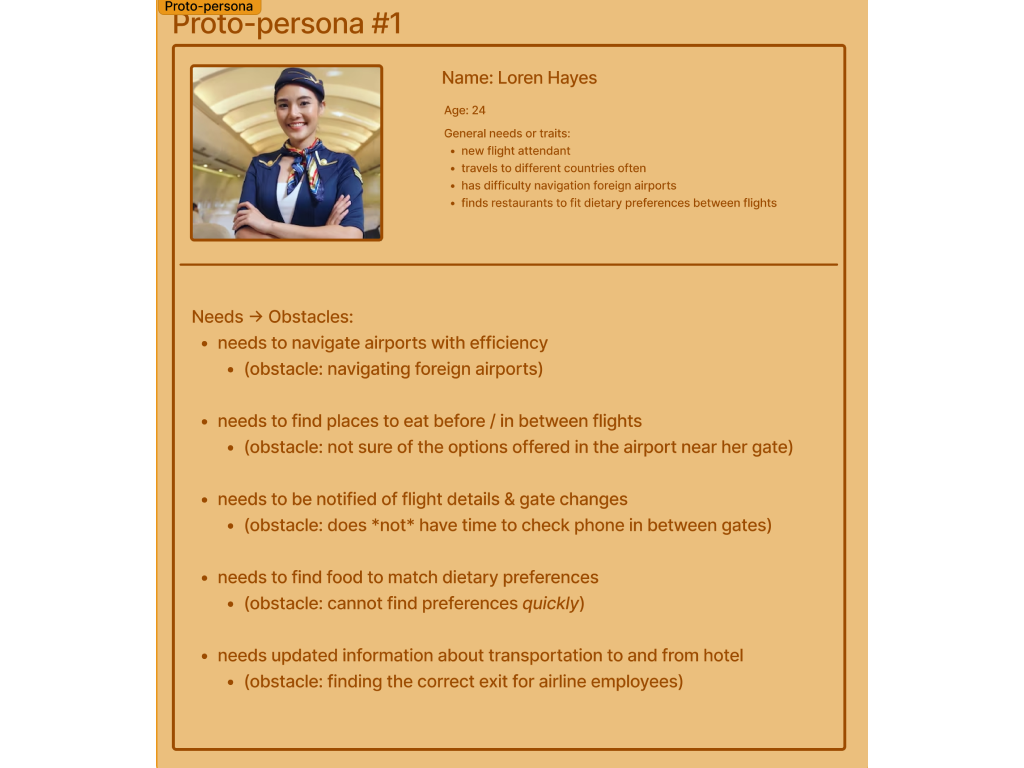 Proto-persona
Proto-persona #1
Name: Loren Hayes
Age: 24
General needs or traits:
• new flight attendant
• travels to different countries often
• has difficulty navigation foreign airports
• finds restaurants to fit dietary preferences between flights
Needs → Obstacles:
• needs to navigate airports with efficiency
• (obstacle: navigating foreign airports)
• needs to find places to eat before / in between flights
• (obstacle: not sure of the options offered in the airport near her gate)
• needs to be notified of flight details & gate changes
• (obstacle: does *not* have time to check phone in between gates)
• needs to find food to match dietary preferences
• (obstacle: cannot find preferences quickly)
• needs updated information about transportation to and from hotel
• (obstacle: finding the correct exit for airline employees)